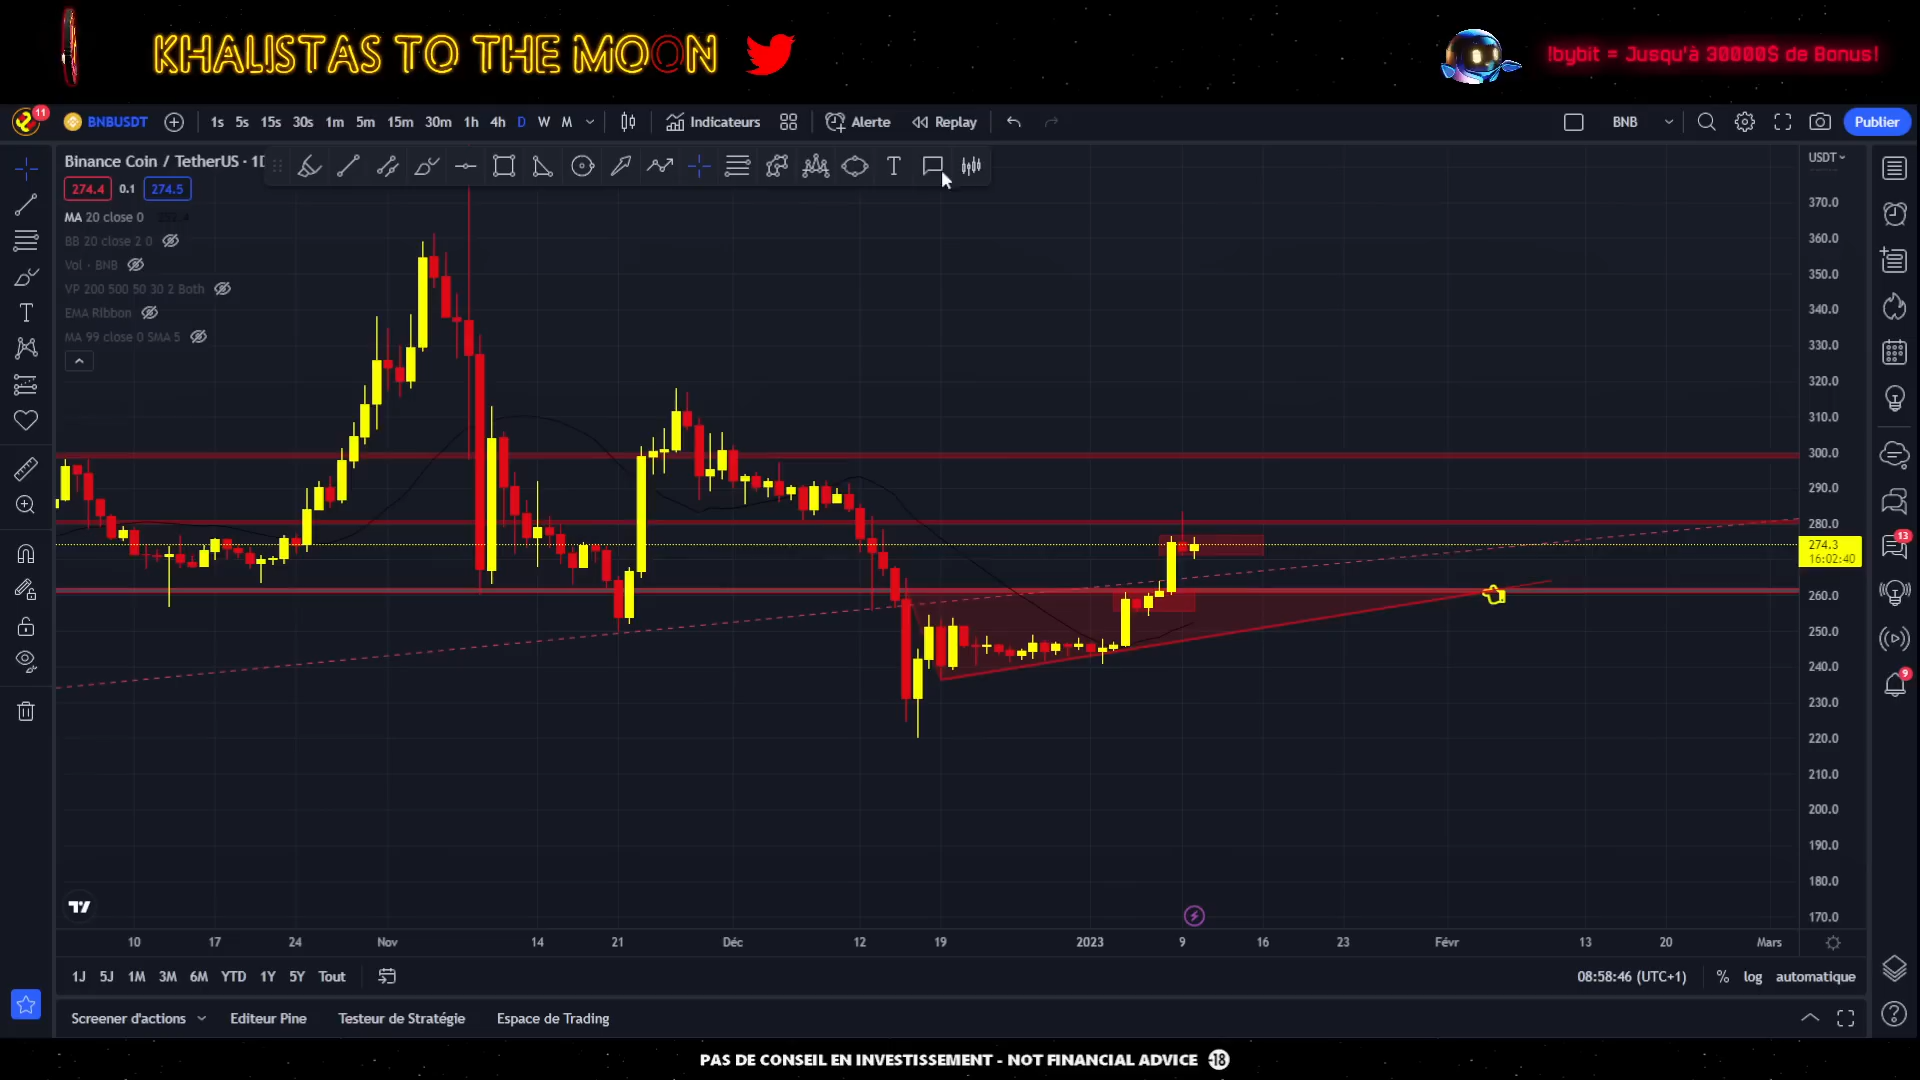 KHALISTAS TO THE MOON
!bybit = Jusqu'à 30000$ de Bonus!
11
BNBUSDT
1s 5s 15s 30s 1m 5m 15m 30m 1h 4h D W M
Indicateurs
Alerte
Replay
BNB
Publier
Binance Coin / TetherUS · 1D
USDT
274.4 0.1 274.5
MA 20 close 0
BB 20 close 2 0
Vol · BNB
VP 200 500 50 30 2 Both
EMA Ribbon
MA 99 close 0 SMA 5
370.0
360.0
350.0
340.0
330.0
320.0
310.0
300.0
290.0
280.0
274.3
16:02:40
260.0
250.0
240.0
230.0
220.0
210.0
200.0
190.0
180.0
170.0
13
9
10 17 24 Nov 14 21 Déc 12 19 2023 9 16 23 Févr 13 20 Mars
1J 5J 1M 3M 6M YTD 1Y 5Y Tout
08:58:46 (UTC+1) % log automatique
Screener d'actions Editeur Pine Testeur de Stratégie Espace de Trading
PAS DE CONSEIL EN INVESTISSEMENT - NOT FINANCIAL ADVICE -18